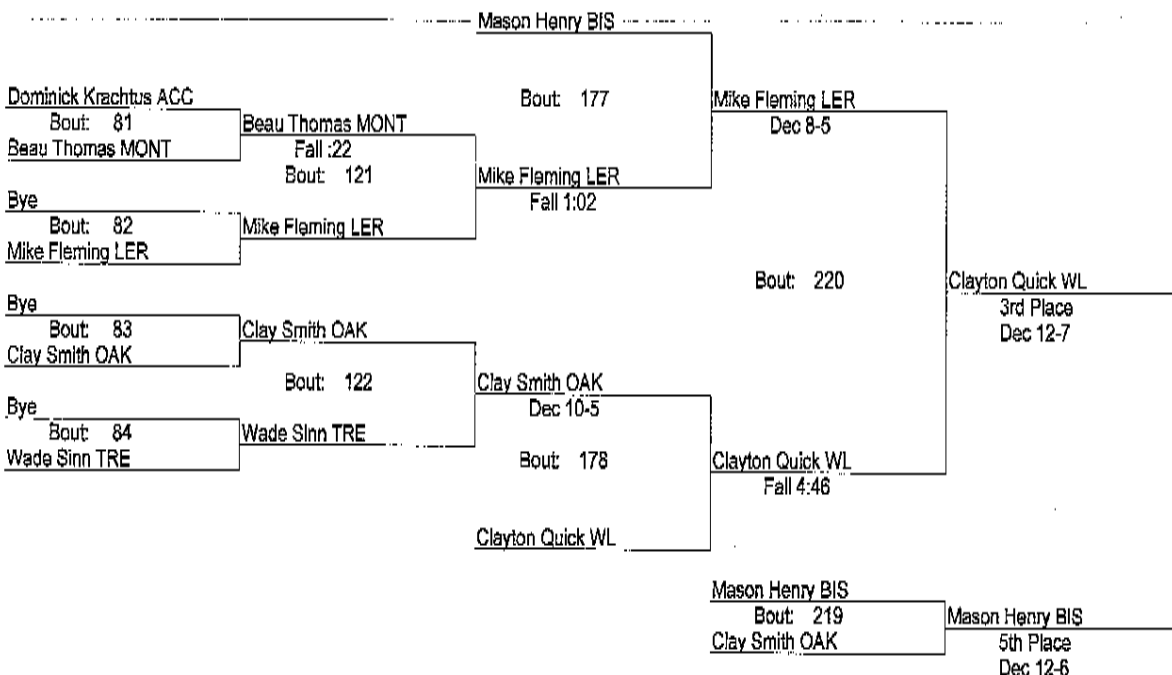 Mason Henry BIS
Dominick Krachtus ACC
Bout: 81
Beau Thomas MONT
Beau Thomas MONT
Fall :22
Bout: 121
Bye
Bout: 82
Mike Fleming LER
Mike Fleming LER
Bout: 177
Mike Fleming LER
Fall 1:02
Mike Fleming LER
Dec 8-5
Bye
Bout: 83
Clay Smith OAK
Clay Smith OAK
Bout: 122
Bye
Bout: 84
Wade Sinn TRE
Wade Sinn TRE
Clay Smith OAK
Dec 10-5
Bout: 178
Clayton Quick WL
Clayton Quick WL
Fall 4:46
Bout: 220
Clayton Quick WL
3rd Place
Dec 12-7
Mason Henry BIS
Bout: 219
Clay Smith OAK
Mason Henry BIS
5th Place
Dec 12-6